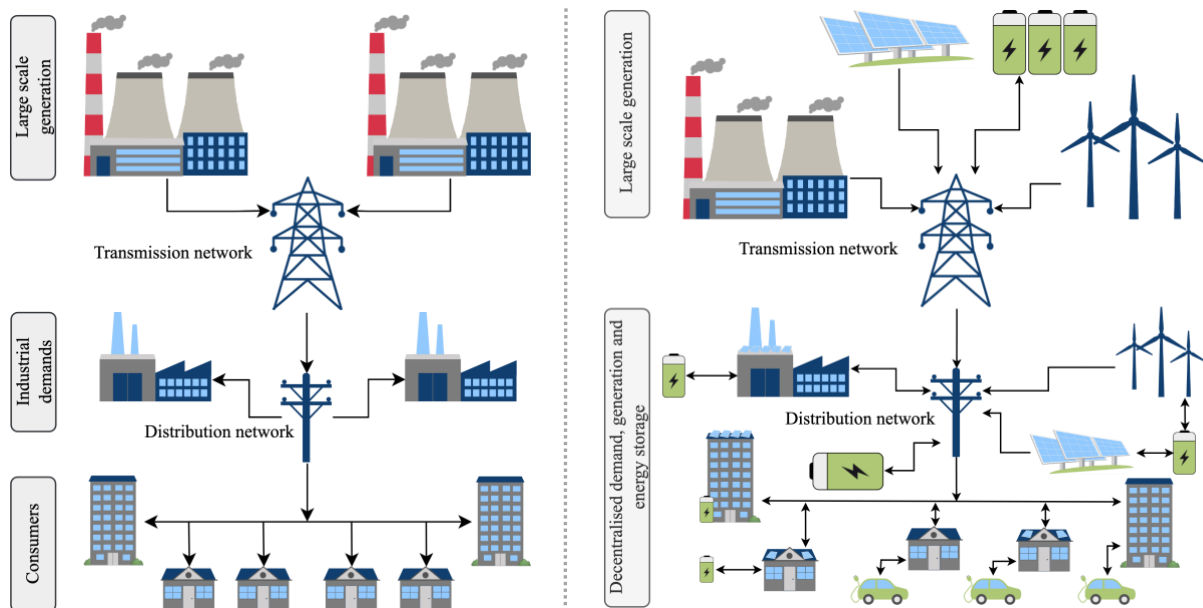 Large scale
generation
Transmission network
Industrial
demands
Distribution network
Consumers
Large scale generation
Transmission network
Decentralised demand, generation and
energy storage
Distribution network